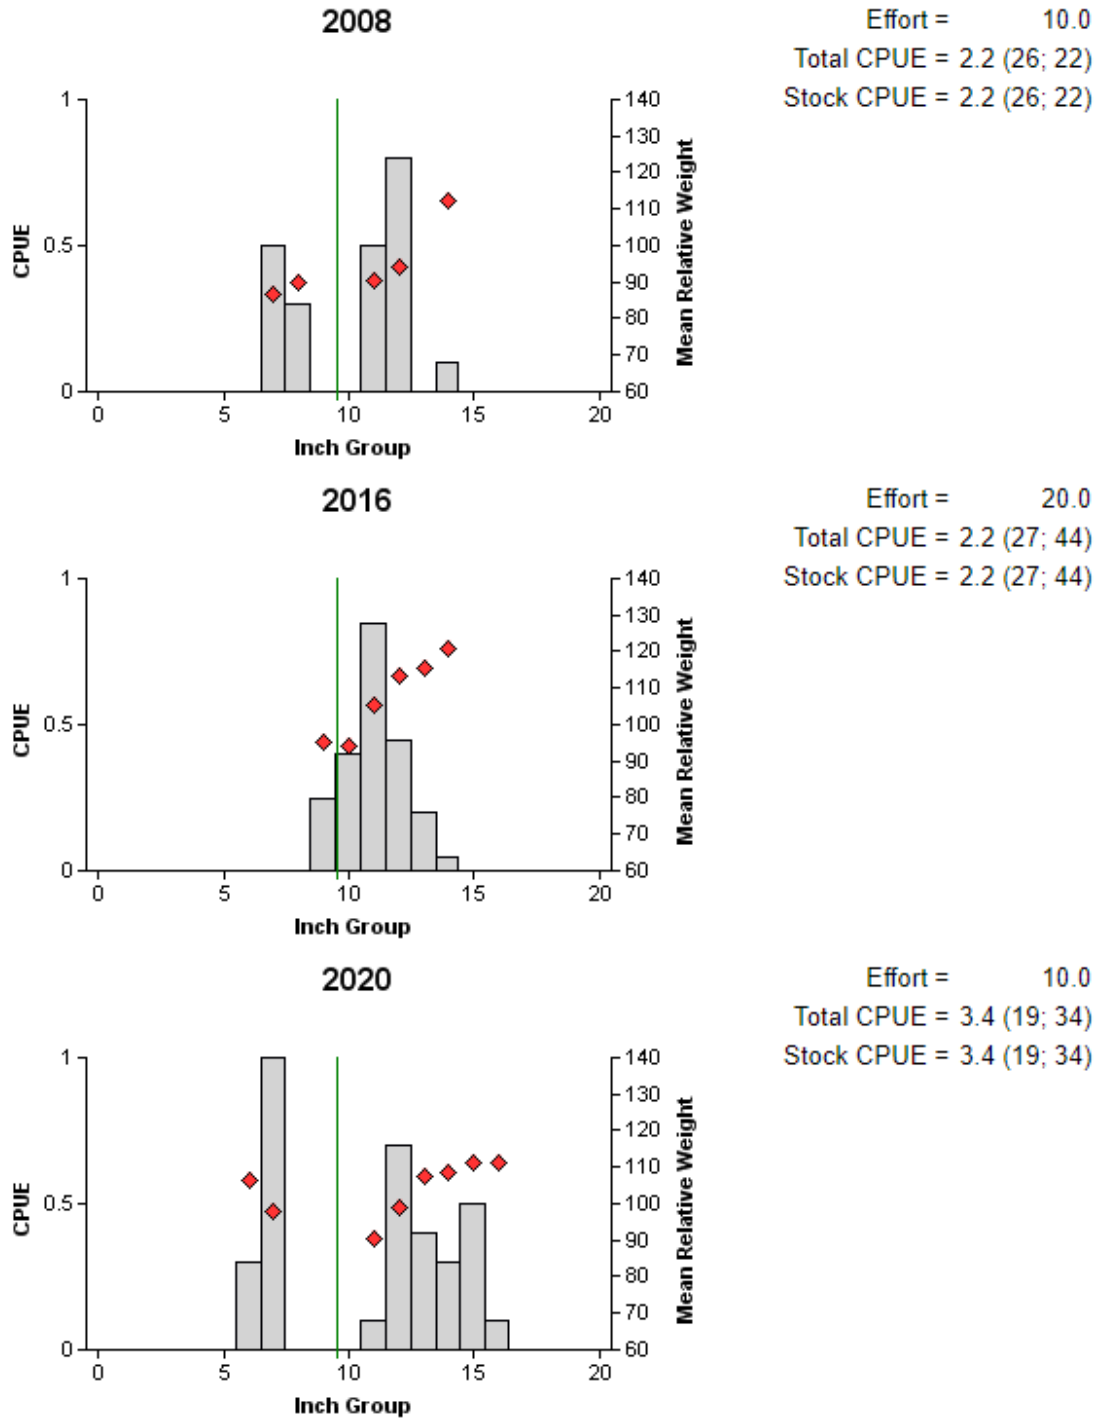 2008
Effort = 10.0
Total CPUE = 2.2 (26; 22)
Stock CPUE = 2.2 (26; 22)
1
0.5
0
CPUE
140
130
120
110
100
90
80
70
60
Mean Relative Weight
0 5 10 15 20
Inch Group
2016
Effort = 20.0
Total CPUE = 2.2 (27; 44)
Stock CPUE = 2.2 (27; 44)
1
0.5
0
CPUE
140
130
120
110
100
90
80
70
60
Mean Relative Weight
0 5 10 15 20
Inch Group
2020
Effort = 10.0
Total CPUE = 3.4 (19; 34)
Stock CPUE = 3.4 (19; 34)
1
0.5
0
CPUE
140
130
120
110
100
90
80
70
60
Mean Relative Weight
0 5 10 15 20
Inch Group